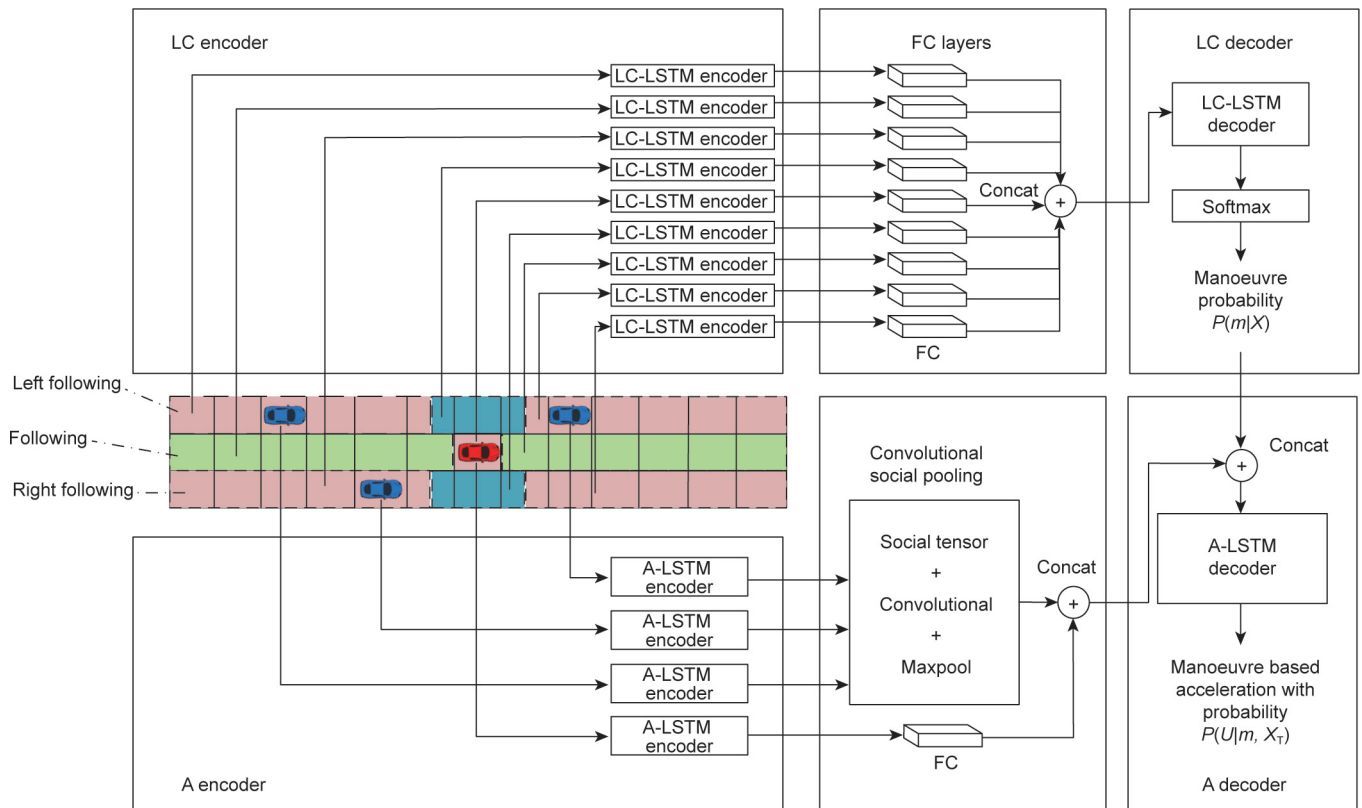 LC encoder
LC-LSTM encoder
LC-LSTM encoder
LC-LSTM encoder
LC-LSTM encoder
LC-LSTM encoder
LC-LSTM encoder
LC-LSTM encoder
LC-LSTM encoder
LC-LSTM encoder
FC layers
Concat
+
FC
LC decoder
LC-LSTM
decoder
Softmax
Manoeuvre
probability
P(m|X)
Left following
Following
Right following
A-LSTM
encoder
A-LSTM
encoder
A-LSTM
encoder
A-LSTM
encoder
A encoder
Convolutional
social pooling
Social tensor
+
Convolutional
+
Maxpool
Concat
+
FC
Concat
+
A-LSTM
decoder
Manoeuvre based
acceleration with
probability
P(U|m, X_T)
A decoder